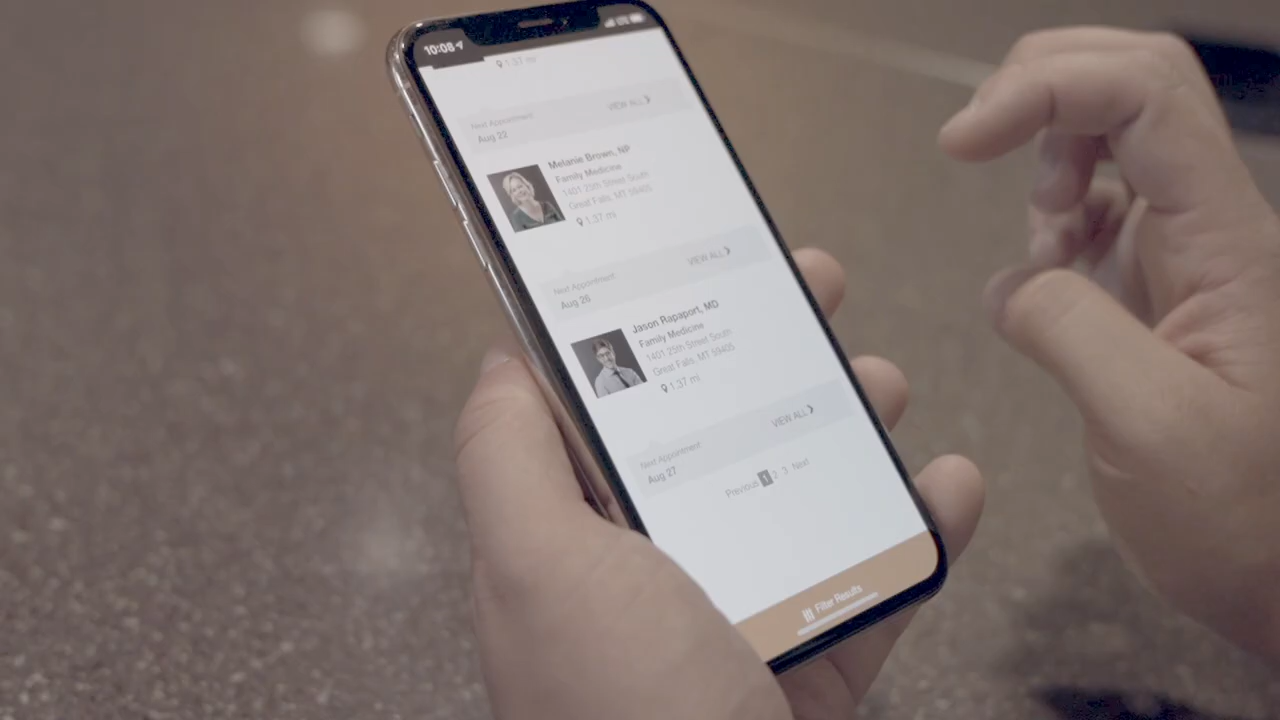 10:08
LTE
1.37 mi
Next Appointment:
Aug 22
VIEW ALL
Melanie Brown, NP
Family Medicine
1401 25th Street South
Great Falls, MT 59405
1.37 mi
Next Appointment:
Aug 26
VIEW ALL
Jason Rapaport, MD
Family Medicine
1401 25th Street South
Great Falls, MT 59405
1.37 mi
Next Appointment:
Aug 27
VIEW ALL
Previous 1 2 3 Next
Filter Results